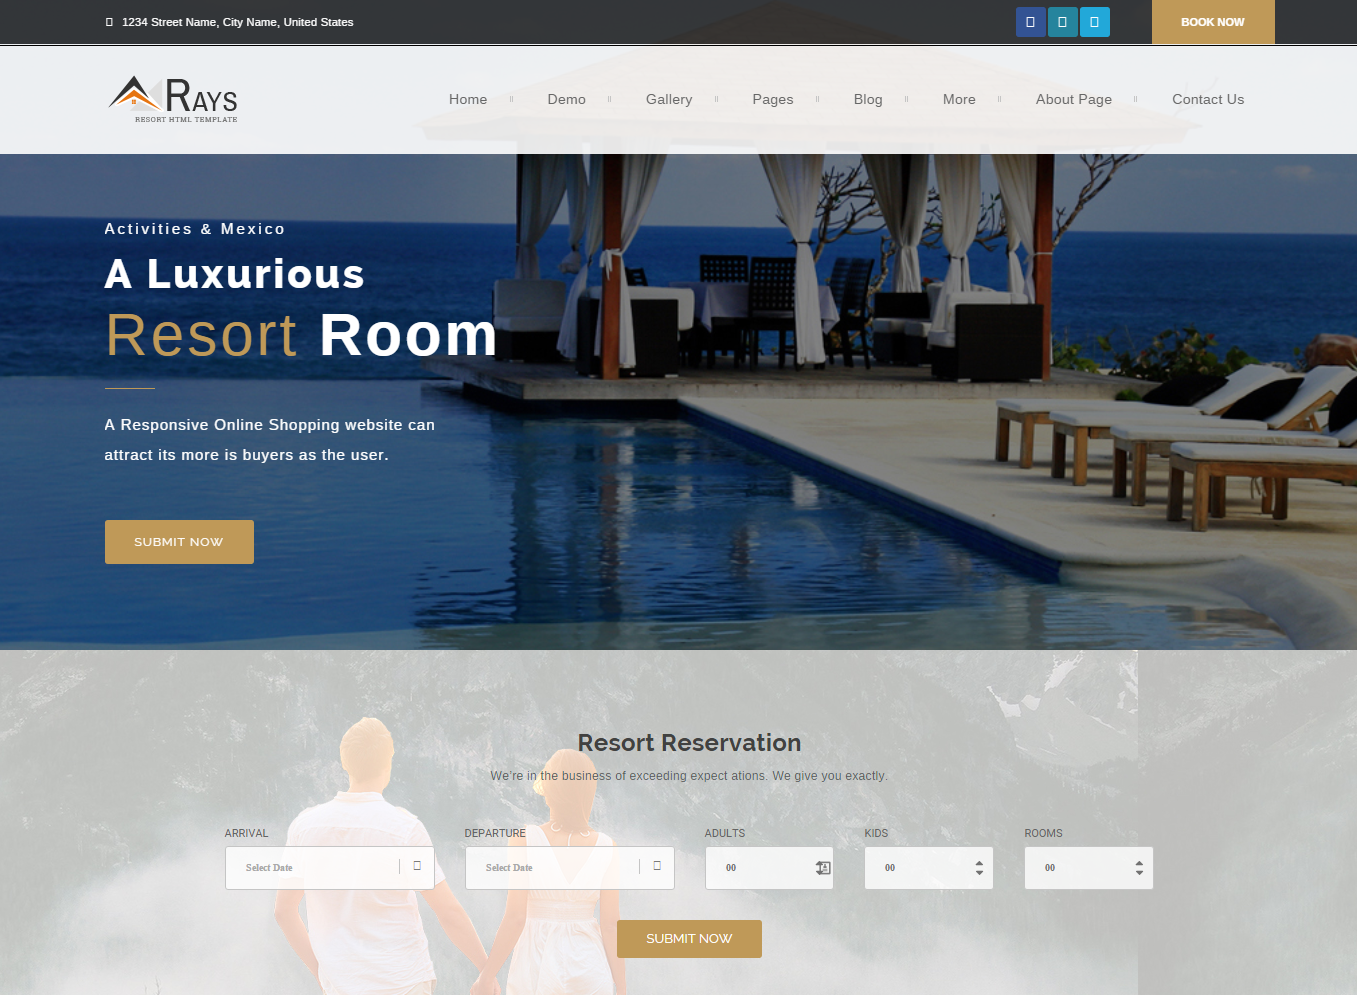 1234 Street Name, City Name, United States
BOOK NOW
RAYS
RESORT HTML TEMPLATE
Home
Demo
Gallery
Pages
Blog
More
About Page
Contact Us
Activities & Mexico
A Luxurious
Resort Room
A Responsive Online Shopping website can
attract its more is buyers as the user.
SUBMIT NOW
Resort Reservation
We're in the business of exceeding expect ations. We give you exactly.
ARRIVAL
DEPARTURE
ADULTS
KIDS
ROOMS
Select Date
Select Date
00
00
00
SUBMIT NOW